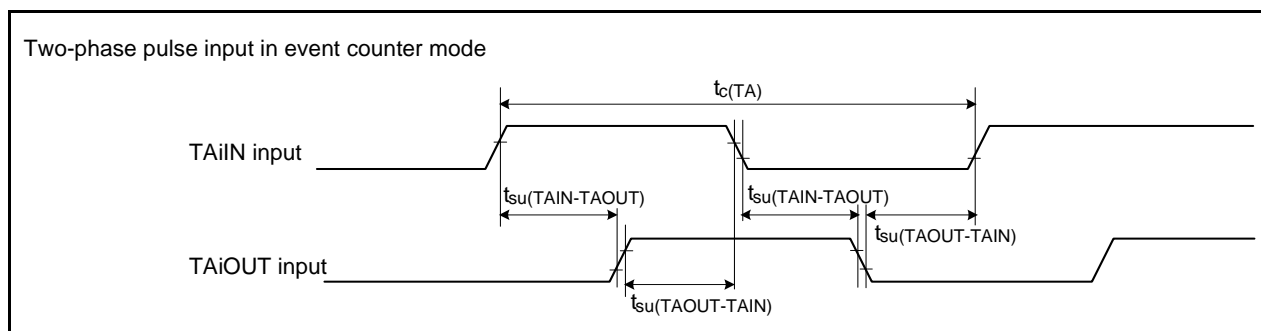 Two-phase pulse input in event counter mode
tc(TA)
TAiIN input
tsu(TAIN-TAOUT)
tsu(TAIN-TAOUT)
tsu(TAOUT-TAIN)
TAiOUT input
tsu(TAOUT-TAIN)